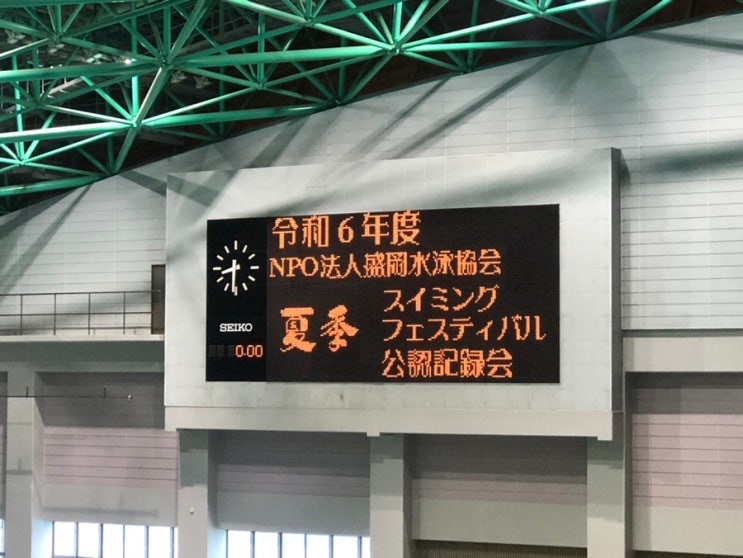 令和6年度
NPO法人盛岡水泳協会
夏季
スイミング
フェスティバル
公認記録会
SEIKO
0.00